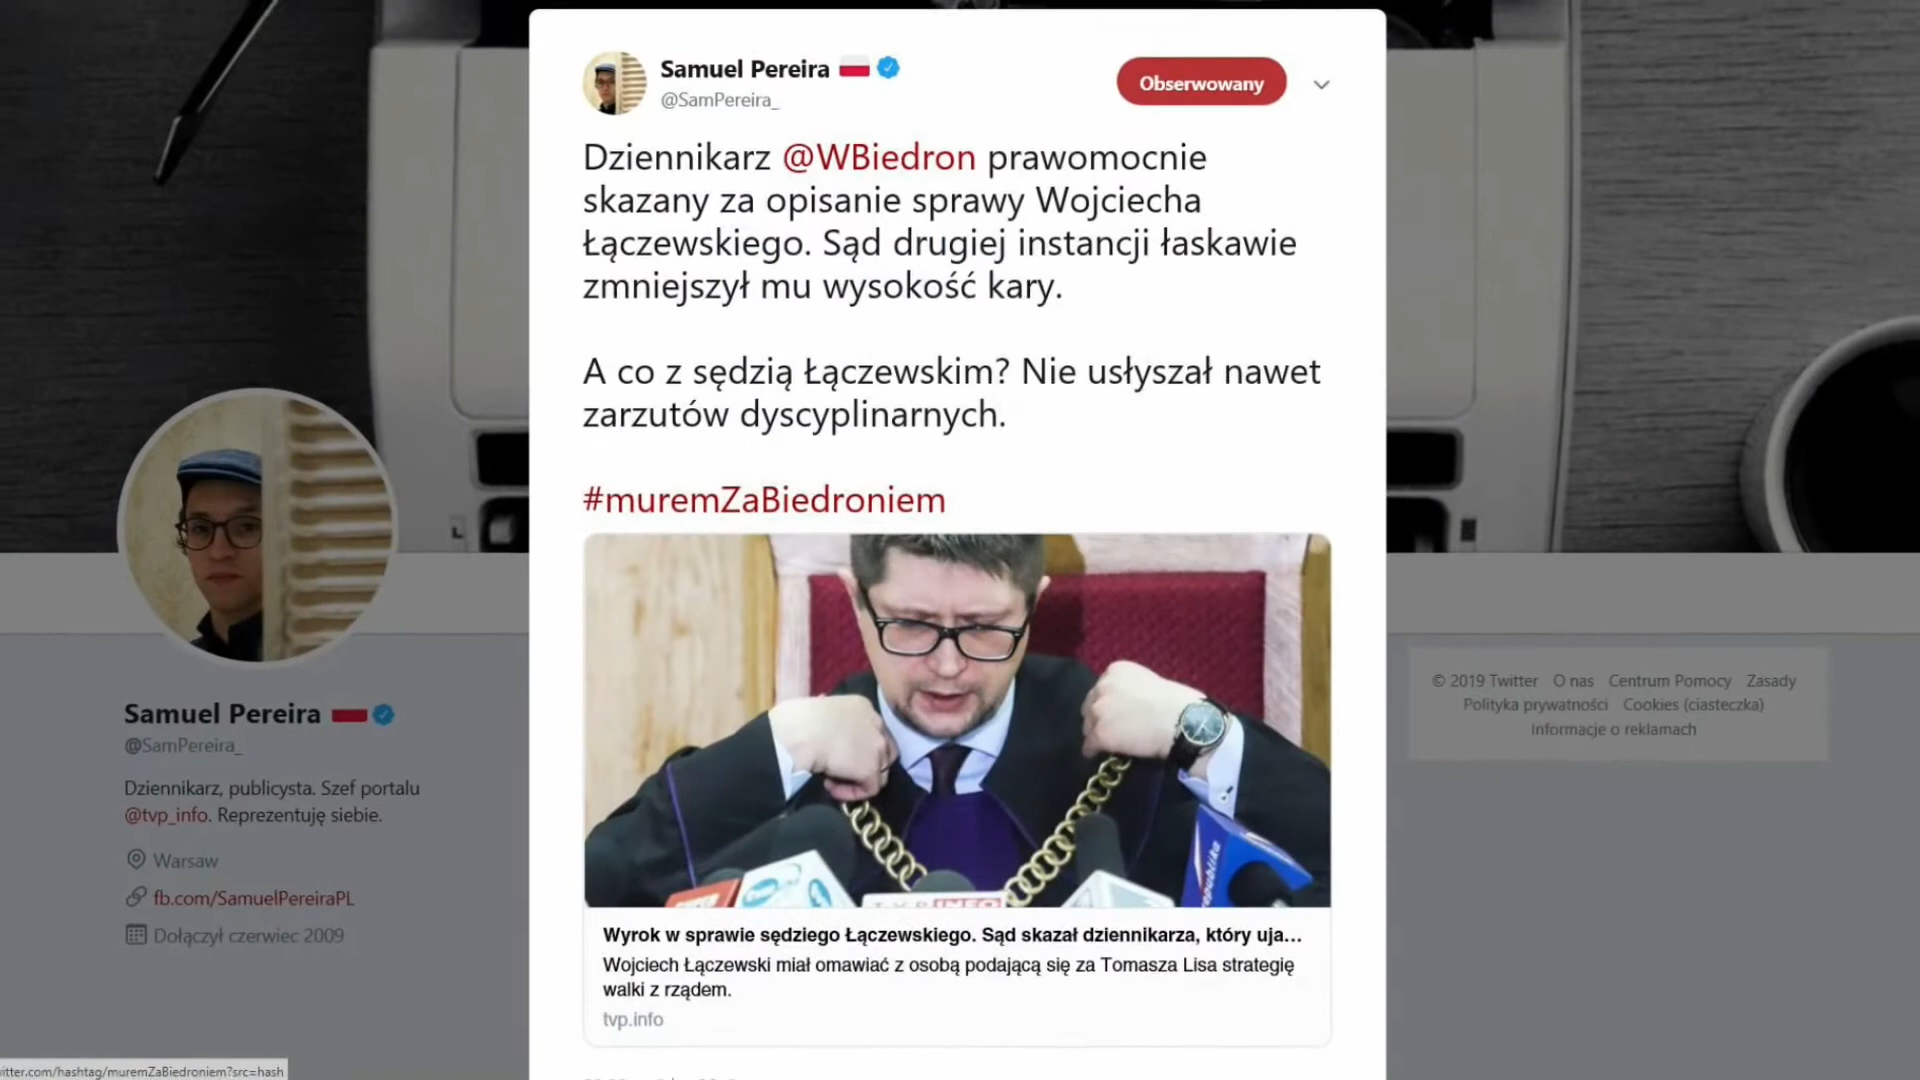 Samuel Pereira
@SamPereira_
Obserwowany
Dziennikarz @WBiedron prawomocnie
skazany za opisanie sprawy Wojciecha
Łączewskiego. Sąd drugiej instancji łaskawie
zmniejszył mu wysokość kary.
A co z sędzią Łączewskim? Nie usłyszał nawet
zarzutów dyscyplinarnych.
#muremZaBiedroniem
republika
INFO
Wyrok w sprawie sędziego Łączewskiego. Sąd skazał dziennikarza, który uja...
Wojciech Łączewski miał omawiać z osobą podającą się za Tomasza Lisa strategię
walki z rządem.
tvp.info
Samuel Pereira
@SamPereira_
Dziennikarz, publicysta. Szef portalu
@tvp_info. Reprezentuję siebie.
Warsaw
fb.com/SamuelPereiraPL
Dołączył czerwiec 2009
© 2019 Twitter O nas Centrum Pomocy Zasady
Polityka prywatności Cookies (ciasteczka)
Informacje o reklamach
itter.com/hashtag/muremZaBiedroniem?src=hash